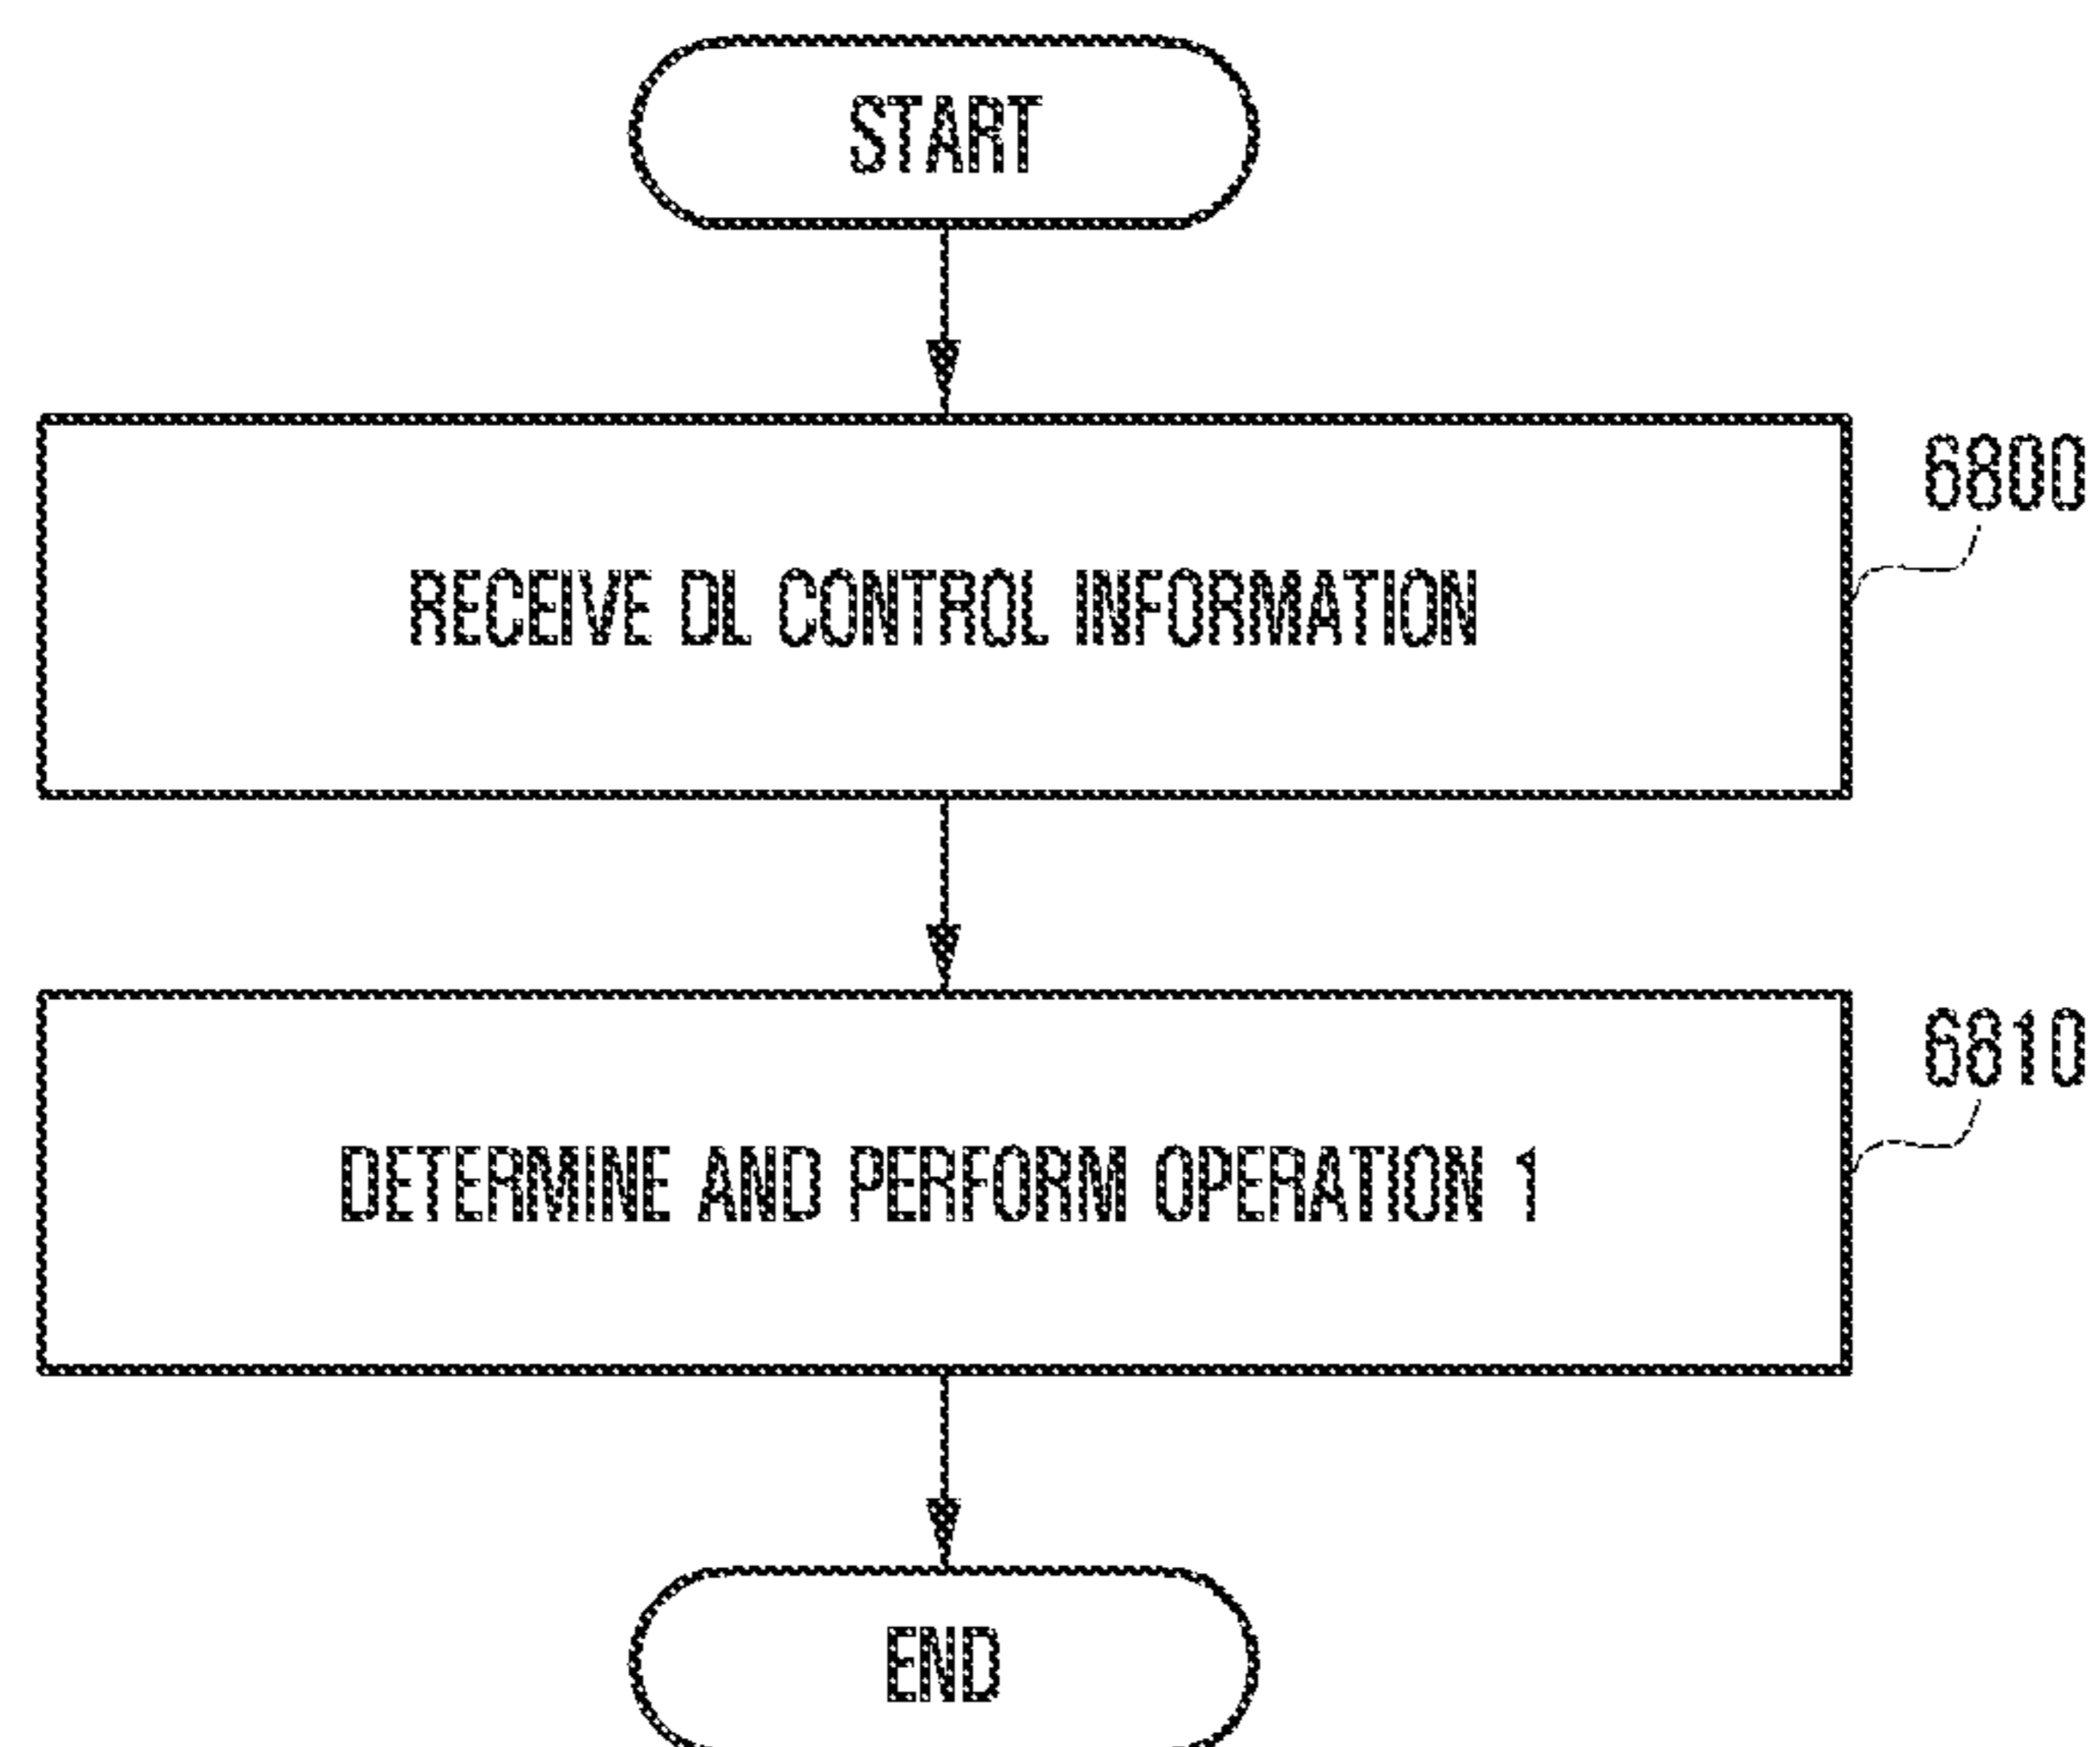 START
6800
RECEIVE DL CONTROL INFORMATION
6810
DETERMINE AND PERFORM OPERATION 1
END